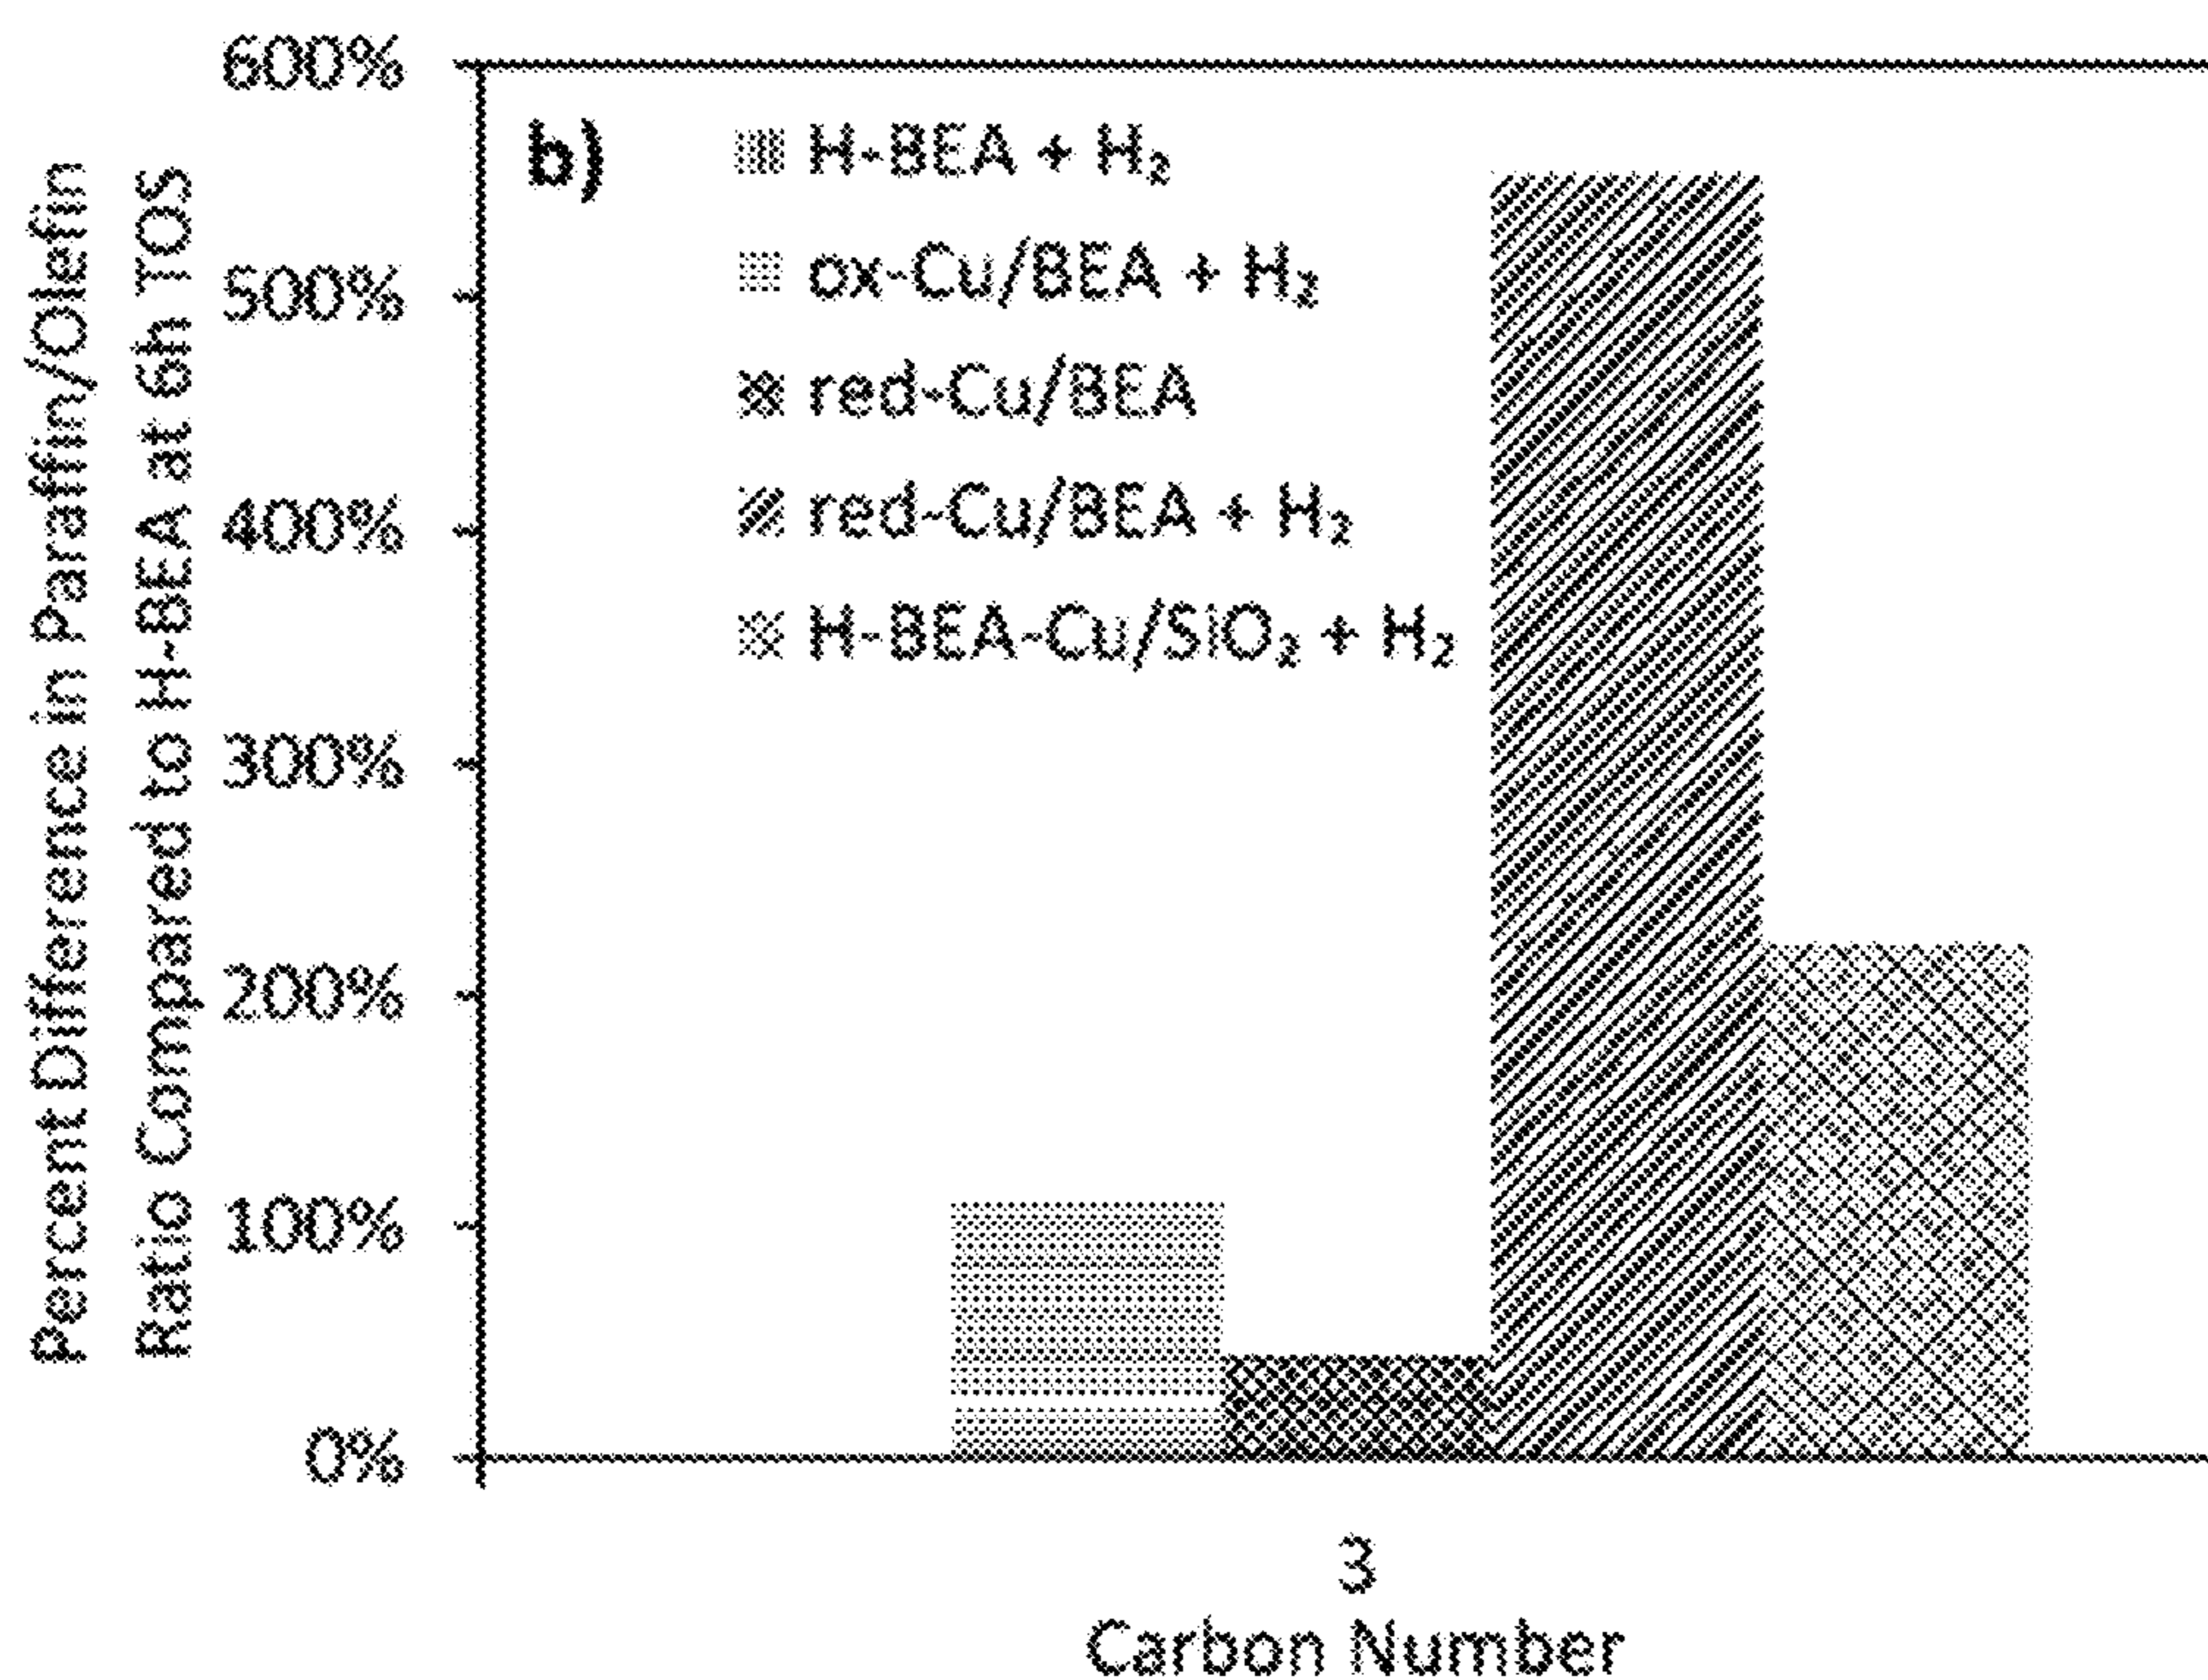 Percent Difference in Paraffin/Olefin
Ratio Compared to H-BEA at 6h TOS
600%
500%
400%
300%
200%
100%
0%
b)
H-BEA + H₂
ox-Cu/BEA + H₂
red-Cu/BEA
red-Cu/BEA + H₂
H-BEA-Cu/SiO₂ + H₂
3
Carbon Number